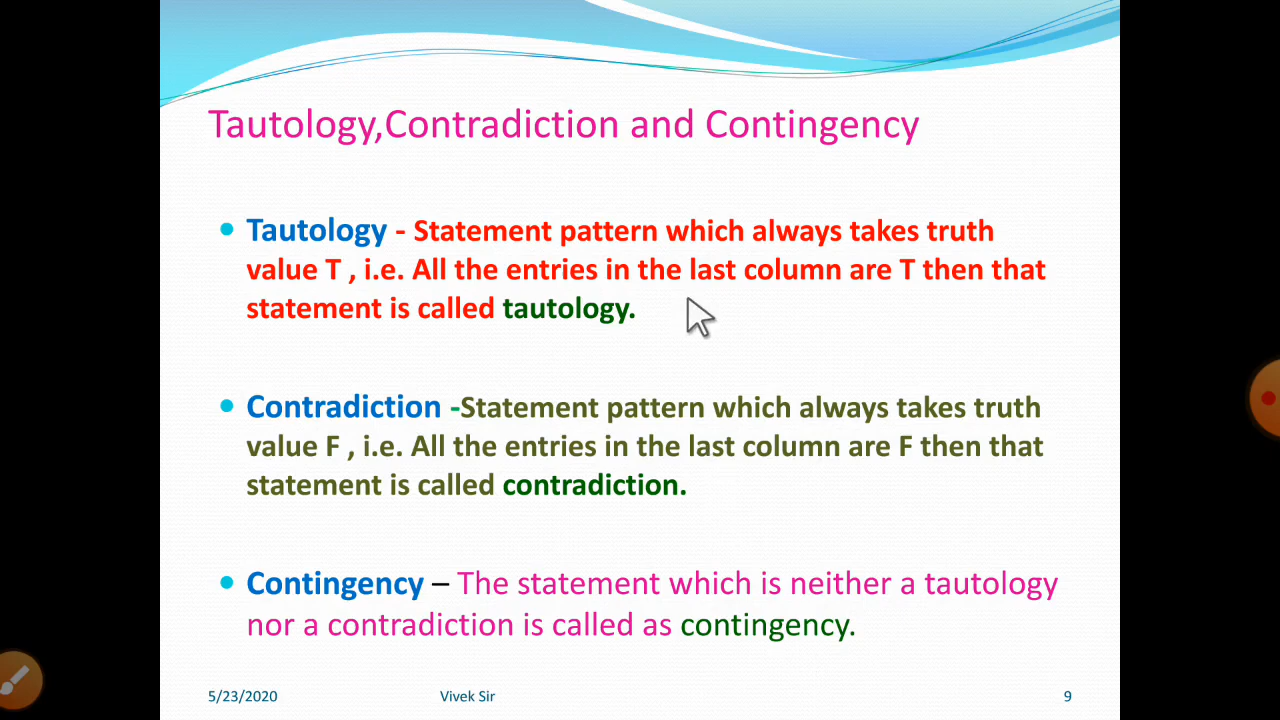 Tautology,Contradiction and Contingency
Tautology - Statement pattern which always takes truth
value T , i.e. All the entries in the last column are T then that
statement is called tautology.
Contradiction -Statement pattern which always takes truth
value F , i.e. All the entries in the last column are F then that
statement is called contradiction.
Contingency – The statement which is neither a tautology
nor a contradiction is called as contingency.
5/23/2020 Vivek Sir 9